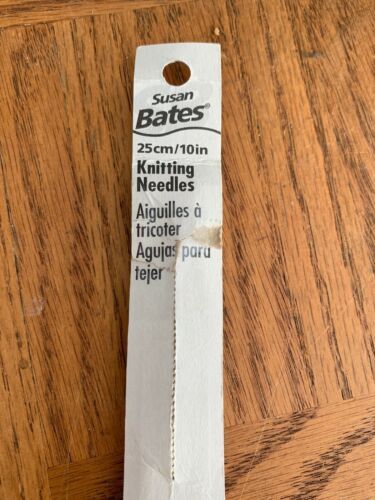 Susan
Bates®
25cm/10in
Knitting
Needles
Aiguilles à
tricoter
Agujas para
tejer